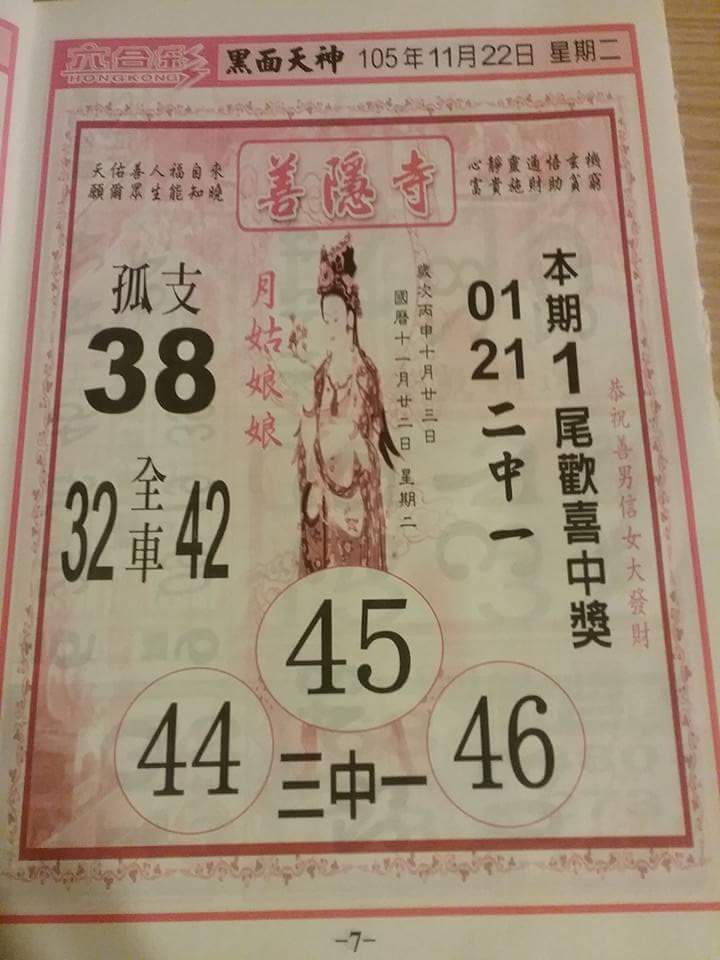 六合彩
HONGKONG
黑面天神 105年11月22日 星期二
天佑善人福自來
願爾眾生能知曉
善隱寺
心靜靈通悟玄機
富貴施財助貧窮
孤支
38
月姑娘娘
歲次丙申十月廿三日
國曆十一月廿二日 星期二
01
21
二中一
本期1尾歡喜中獎
恭祝善男信女大發財
32 全車 42
45
44 三中一 46
-7-